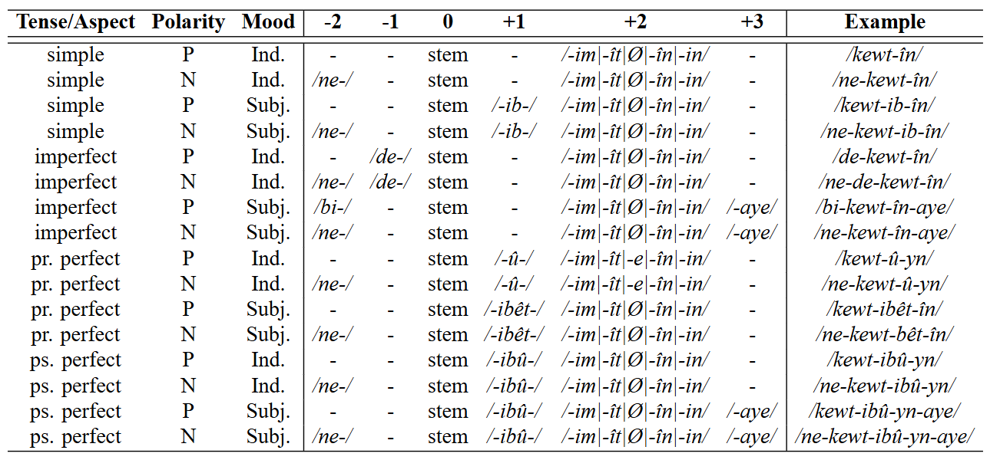 Tense/Aspect Polarity Mood -2 -1 0 +1 +2 +3 Example
simple P Ind. - - stem - /-im|-ît|Ø|-în|-in/ - /kewt-în/
simple N Ind. /ne-/ - stem - /-im|-ît|Ø|-în|-in/ - /ne-kewt-în/
simple P Subj. - - stem /-ib-/ /-im|-ît|Ø|-în|-in/ - /kewt-ib-în/
simple N Subj. /ne-/ - stem /-ib-/ /-im|-ît|Ø|-în|-in/ - /ne-kewt-ib-în/
imperfect P Ind. - /de-/ stem - /-im|-ît|Ø|-în|-in/ - /de-kewt-în/
imperfect N Ind. /ne-/ /de-/ stem - /-im|-ît|Ø|-în|-in/ - /ne-de-kewt-în/
imperfect P Subj. /bi-/ - stem - /-im|-ît|Ø|-în|-in/ /-aye/ /bi-kewt-în-aye/
imperfect N Subj. /ne-/ - stem - /-im|-ît|Ø|-în|-in/ /-aye/ /ne-kewt-în-aye/
pr. perfect P Ind. - - stem /-û-/ /-im|-ît|-e|-în|-in/ - /kewt-û-yn/
pr. perfect N Ind. /ne-/ - stem /-û-/ /-im|-ît|-e|-în|-in/ - /ne-kewt-û-yn/
pr. perfect P Subj. - - stem /-ibêt-/ /-im|-ît|Ø|-în|-in/ - /kewt-ibêt-în/
pr. perfect N Subj. /ne-/ - stem /-ibêt-/ /-im|-ît|Ø|-în|-in/ - /ne-kewt-bêt-în/
ps. perfect P Ind. - - stem /-ibû-/ /-im|-ît|Ø|-în|-in/ - /kewt-ibû-yn/
ps. perfect N Ind. /ne-/ - stem /-ibû-/ /-im|-ît|Ø|-în|-in/ - /ne-kewt-ibû-yn/
ps. perfect P Subj. - - stem /-ibû-/ /-im|-ît|Ø|-în|-in/ /-aye/ /kewt-ibû-yn-aye/
ps. perfect N Subj. /ne-/ - stem /-ibû-/ /-im|-ît|Ø|-în|-in/ /-aye/ /ne-kewt-ibû-yn-aye/